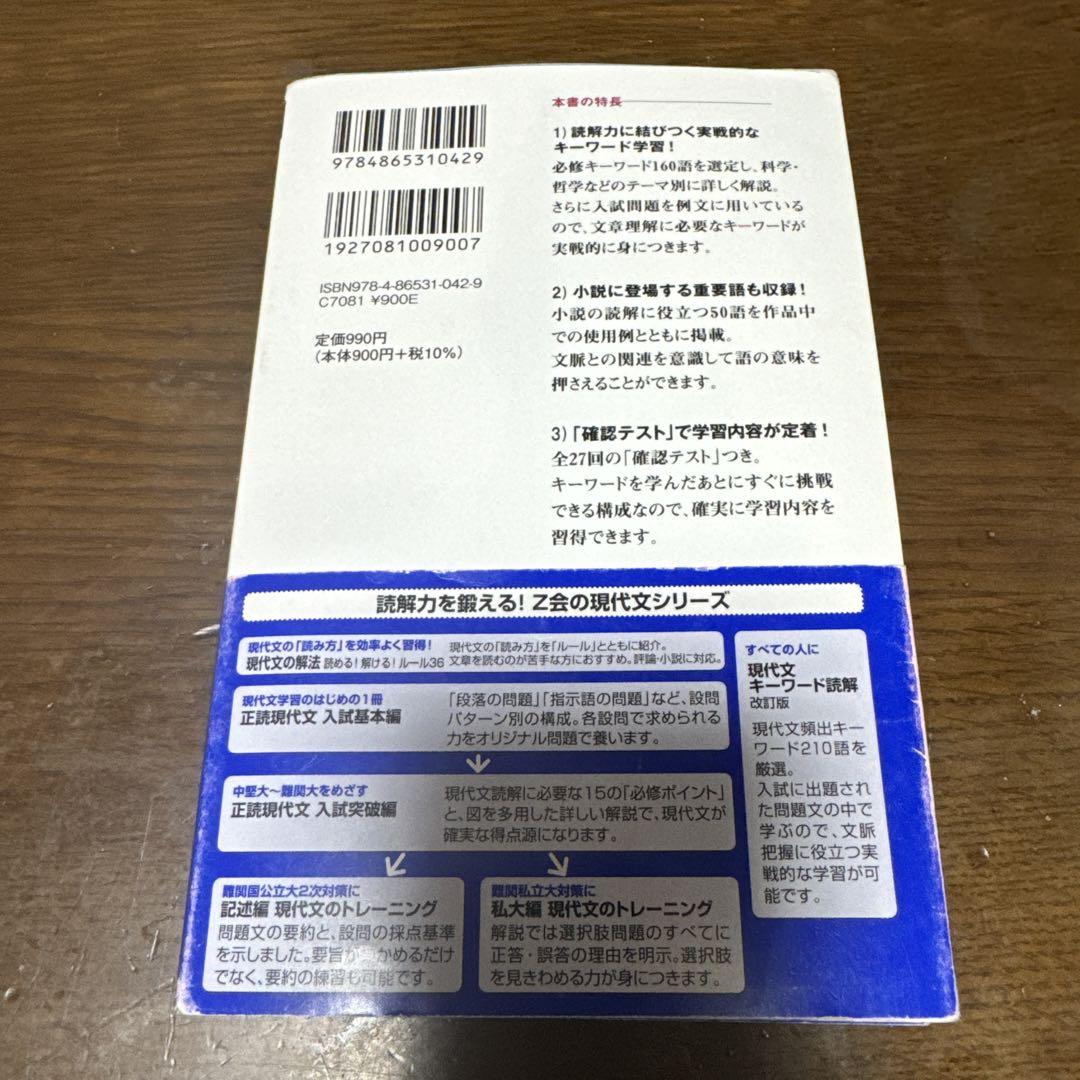 9784865310429
1927081009007
ISBN978-4-86531-042-9
C7081 ¥900E
定価990円
(本体900円+税10%)
本書の特長
1) 読解力に結びつく実戦的な
キーワード学習!
必修キーワード160語を選定し、科学・
哲学などのテーマ別に詳しく解説。
さらに入試問題を例文に用いている
ので、文章理解に必要なキーワードが
実戦的に身につきます。
2) 小説に登場する重要語も収録!
小説の読解に役立つ50語を作品中
での使用例とともに掲載。
文脈との関連を意識して語の意味を
押さえることができます。
3)「確認テスト」で学習内容が定着!
全27回の「確認テスト」つき。
キーワードを学んだあとにすぐに挑戦
できる構成なので、確実に学習内容を
習得できます。
読解力を鍛える! Z会の現代文シリーズ
現代文の「読み方」を効率よく習得!
現代文の解法 読める!解ける!ルール36
現代文の「読み方」を「ルール」とともに紹介。
文章を読むのが苦手な方におすすめ。評論・小説に対応。
現代文学習のはじめの1冊
正読現代文 入試基本編
「段落の問題」「指示語の問題」など、設問
パターン別の構成。各設問で求められる
力をオリジナル問題で養います。
中堅大〜難関大をめざす
正読現代文 入試突破編
現代文読解に必要な15の「必修ポイント」
と、図を多用した詳しい解説で、現代文が
確実な得点源になります。
難関国公立大2次対策に
記述編 現代文のトレーニング
問題文の要約と、設問の採点基準
を示しました。要旨がつかめるだけ
でなく、要約の練習も可能です。
難関私立大対策に
私大編 現代文のトレーニング
解説では選択肢問題のすべてに
正答・誤答の理由を明示。選択肢
を見きわめる力が身につきます。
すべての人に
現代文
キーワード読解
改訂版
現代文頻出キー
ワード210語を
厳選。
入試に出題され
た問題文の中で
学ぶので、文脈
把握に役立つ実
戦的な学習が可
能です。